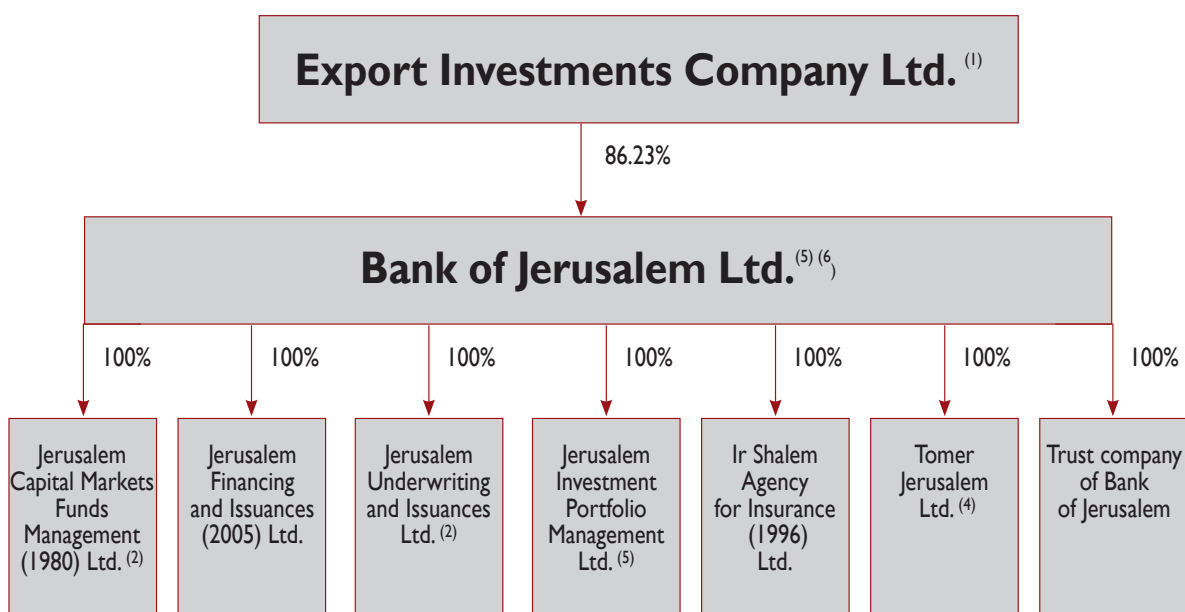 Export Investments Company Ltd. (1)
86.23%
Bank of Jerusalem Ltd. (5) (6)
100%
100%
100%
100%
100%
100%
100%
Jerusalem
Capital Markets
Funds
Management
(1980) Ltd. (2)
Jerusalem
Financing
and Issuances
(2005) Ltd.
Jerusalem
Underwriting
and Issuances
Ltd. (2)
Jerusalem
Investment
Portfolio
Management
Ltd. (5)
Ir Shalem
Agency
for Insurance
(1996)
Ltd.
Tomer
Jerusalem
Ltd. (4)
Trust company
of Bank
of Jerusalem